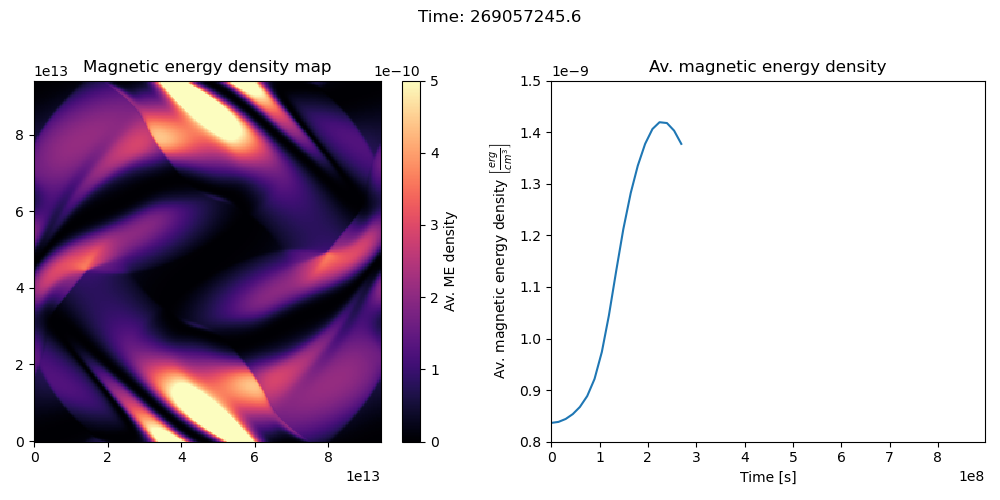 Time: 269057245.6
Magnetic energy density map
1e13
1e−10
8
6
4
2
0
0 2 4 6 8
1e13
5
4
3
2
1
0
Av. ME density
Av. magnetic energy density
1e−9
1.5
1.4
1.3
1.2
1.1
1.0
0.9
0.8
Av. magnetic energy density [erg/cm³]
0 1 2 3 4 5 6 7 8
Time [s]
1e8